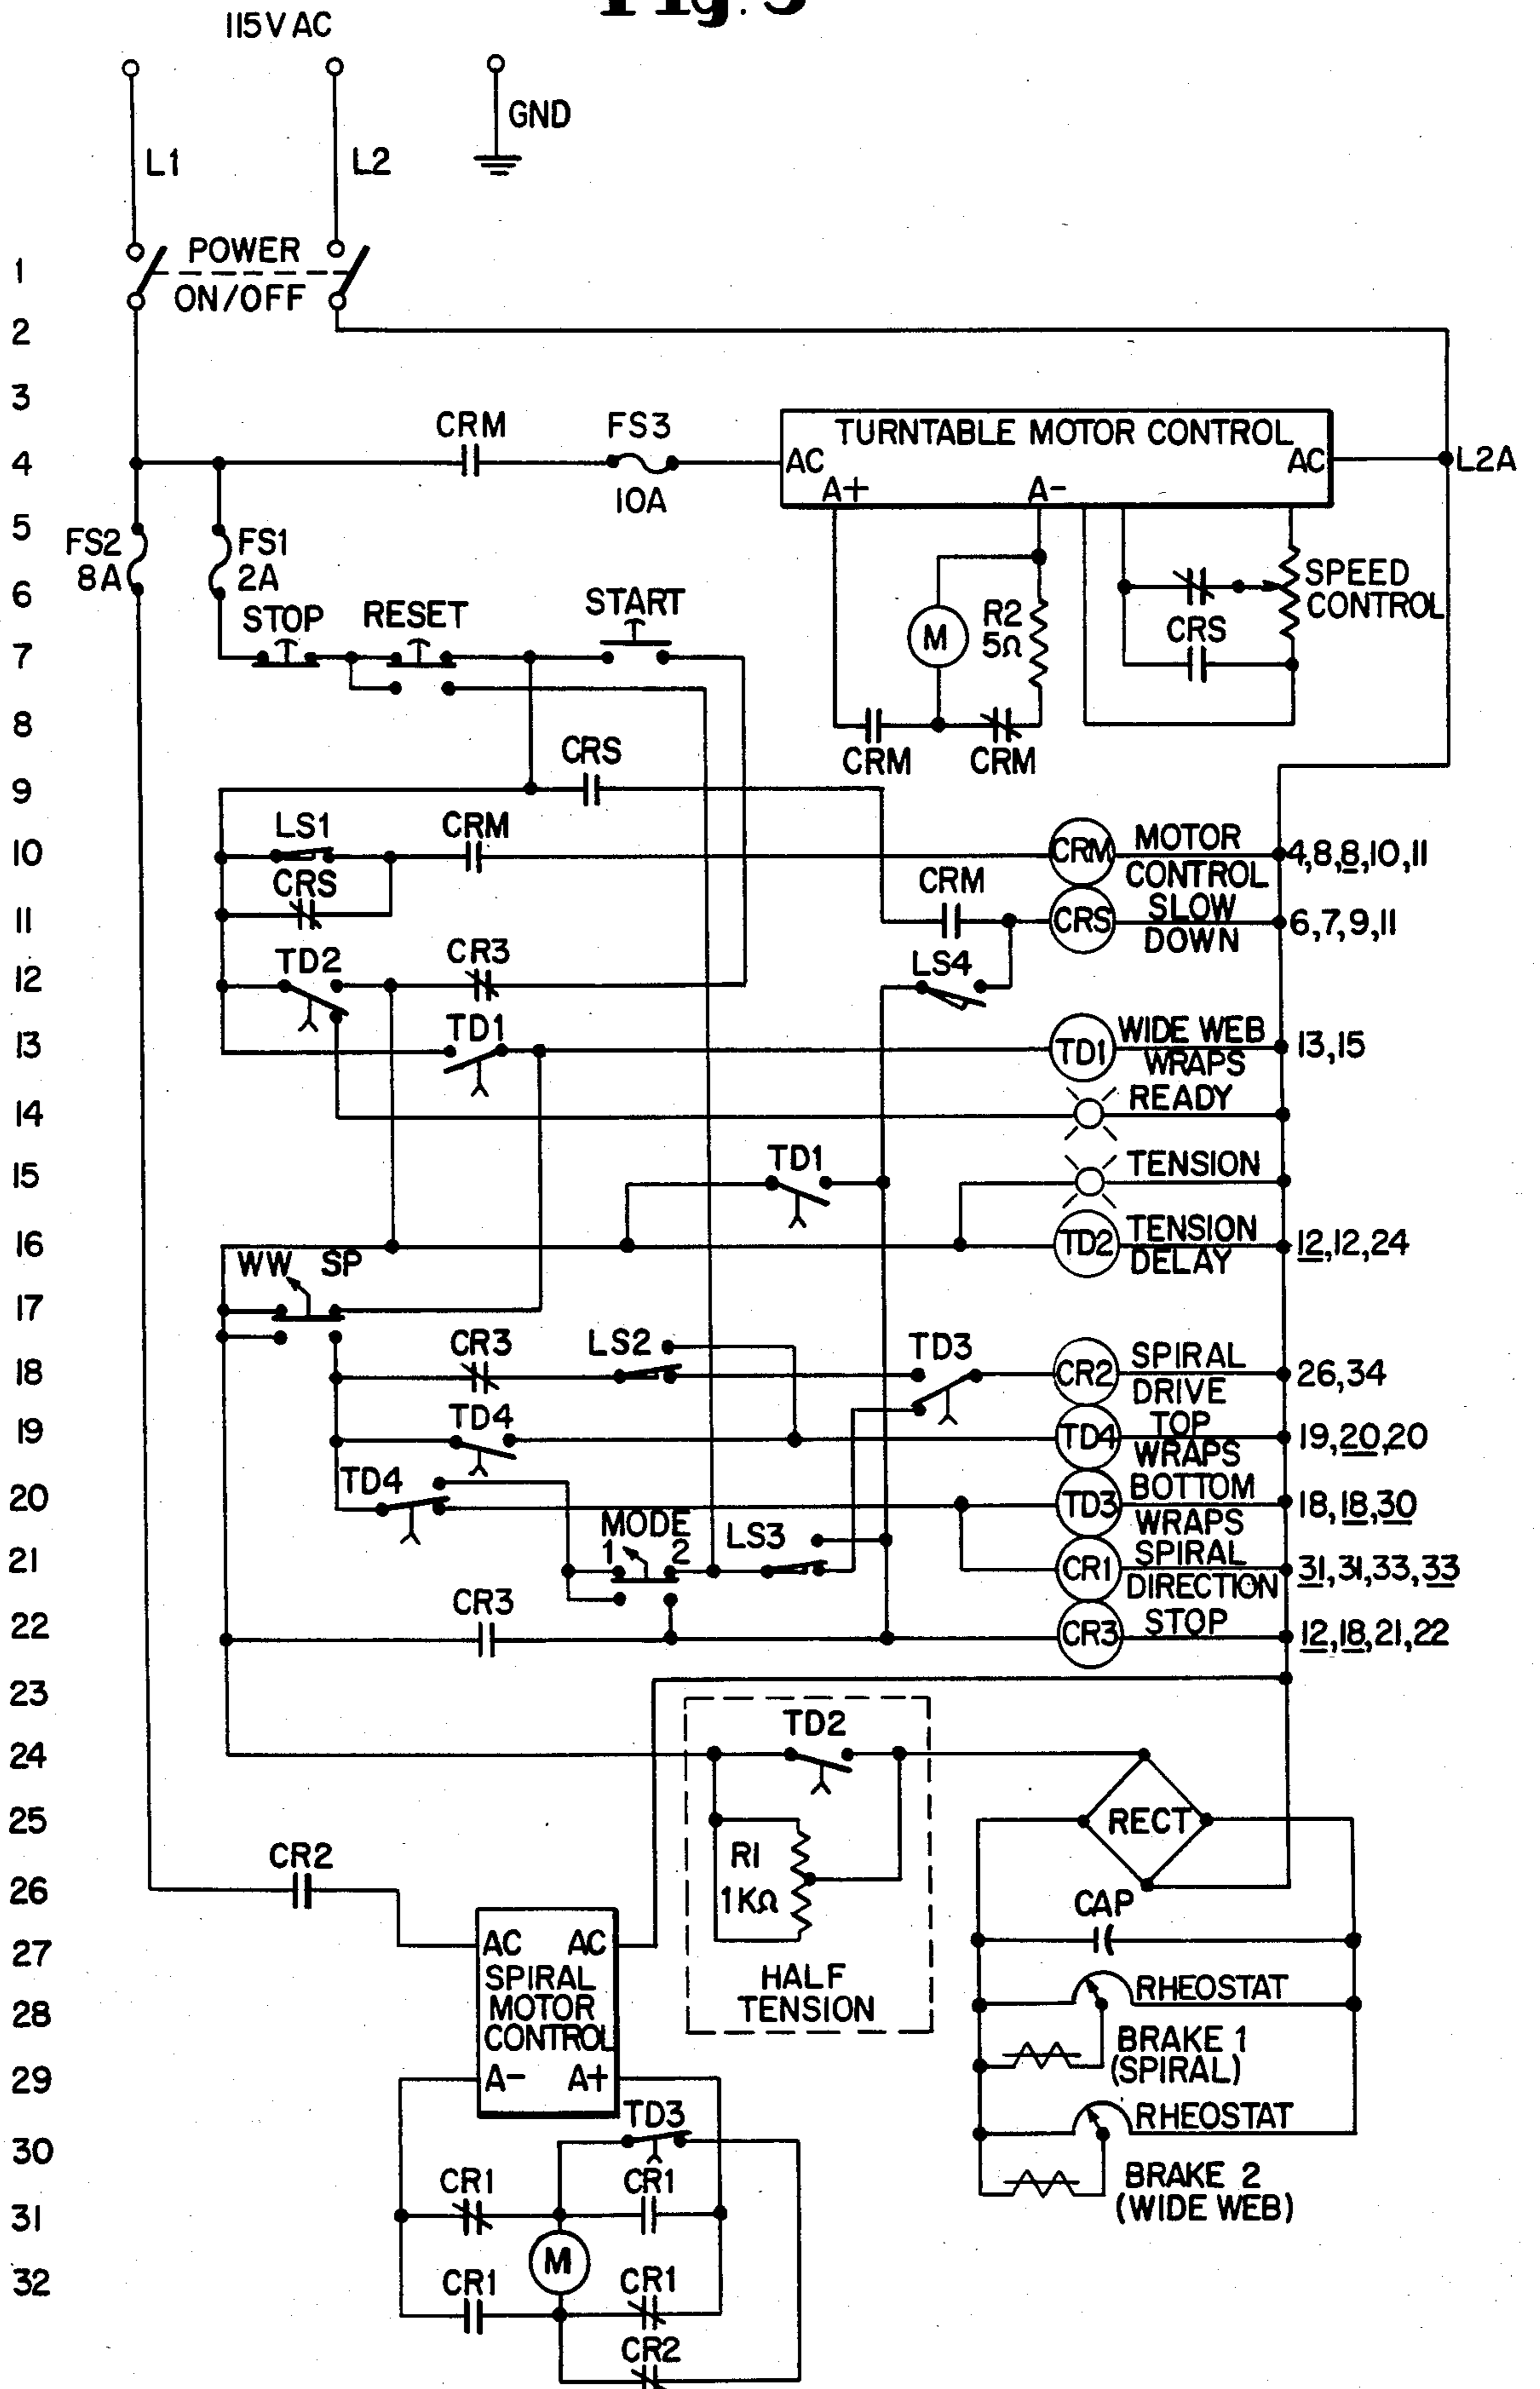 Fig. 5
115V AC
GND
L1 L2
1 POWER
ON/OFF
2
3
CRM FS3 TURNTABLE MOTOR CONTROL
4 AC AC L2A
10A A+ A-
5 FS2 FS1
8A 2A
6 STOP RESET START M R2 5Ω CRS SPEED CONTROL
7
8 CRM CRM
CRS
9
LS1 CRM
10 CRM MOTOR CONTROL 4,8,8,10,11
CRS CRM
11 CRS SLOW DOWN 6,7,9,11
TD2 CR3 LS4
12
TD1
13 TD1 WIDE WEB WRAPS 13,15
14 READY
TD1
15 TENSION
16 TD2 TENSION DELAY 12,12,24
WW SP
17
CR3 LS2 TD3
18 CR2 SPIRAL DRIVE 26,34
TD4
19 TD4 TOP WRAPS 19,20,20
TD4
20 TD3 BOTTOM WRAPS 18,18,30
MODE
1 2 LS3
21 CR1 SPIRAL DIRECTION 31,31,33,33
CR3
22 CR3 STOP 12,18,21,22
23
TD2
24
25 RECT
CR2 R1
26 1KΩ CAP
27 AC AC
SPIRAL MOTOR CONTROL
HALF TENSION
RHEOSTAT
28
BRAKE 1
(SPIRAL)
29 A- A+
TD3 RHEOSTAT
30
CR1 CR1 BRAKE 2
(WIDE WEB)
31
M
32 CR1 CR1
CR2